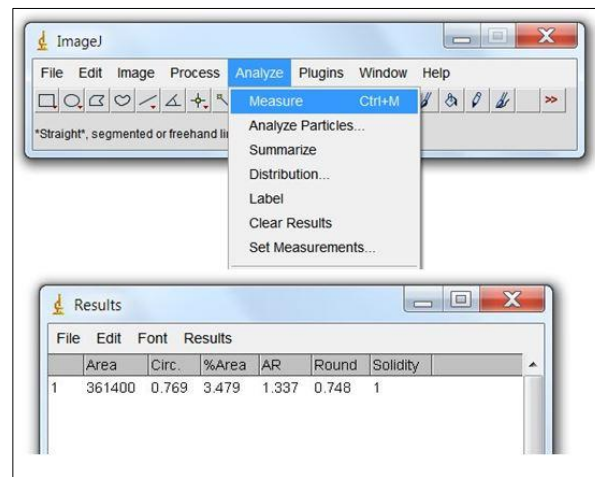 ImageJ
File Edit Image Process Analyze Plugins Window Help
*Straight*, segmented or freehand
Measure Ctrl+M
Analyze Particles...
Summarize
Distribution...
Label
Clear Results
Set Measurements...
Results
File Edit Font Results
Area Circ. %Area AR Round Solidity
1 361400 0.769 3.479 1.337 0.748 1